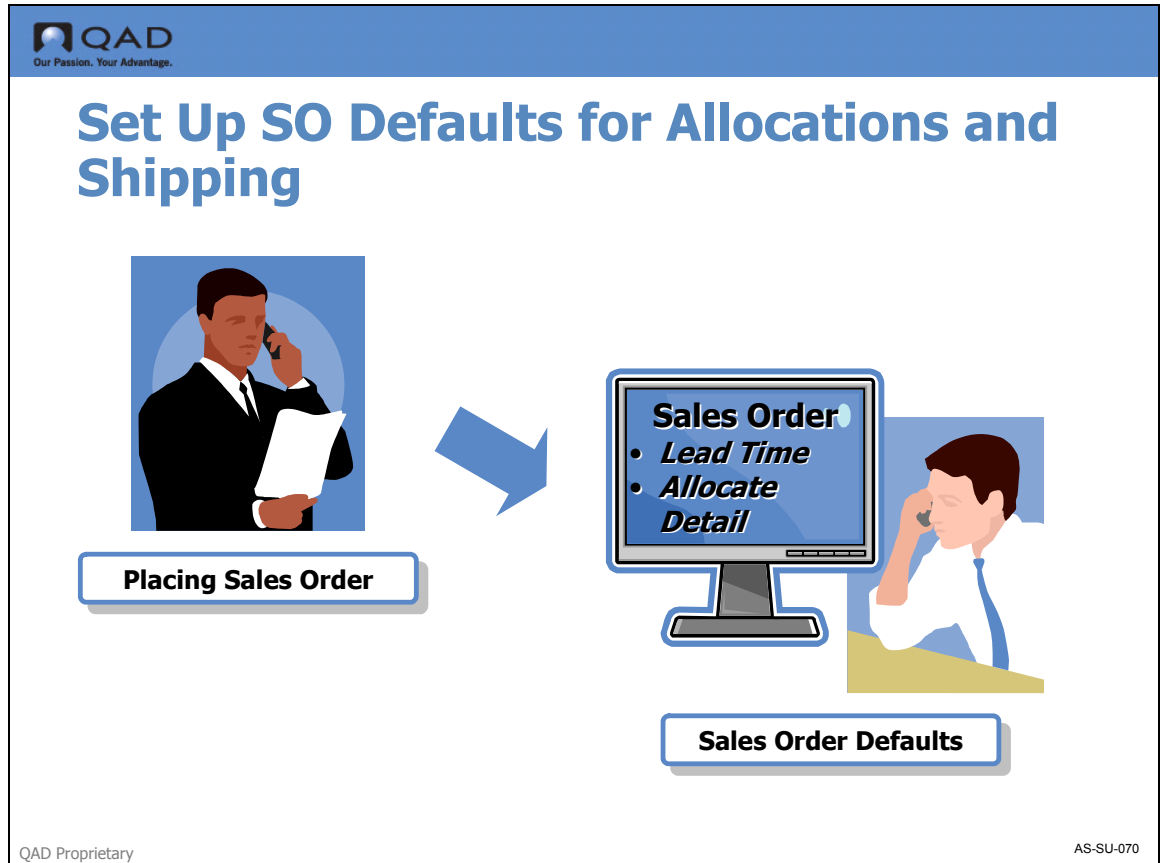 QAD
Our Passion. Your Advantage.
Set Up SO Defaults for Allocations and
Shipping
Sales Order
• Lead Time
• Allocate
Detail
Placing Sales Order
Sales Order Defaults
QAD Proprietary
AS-SU-070